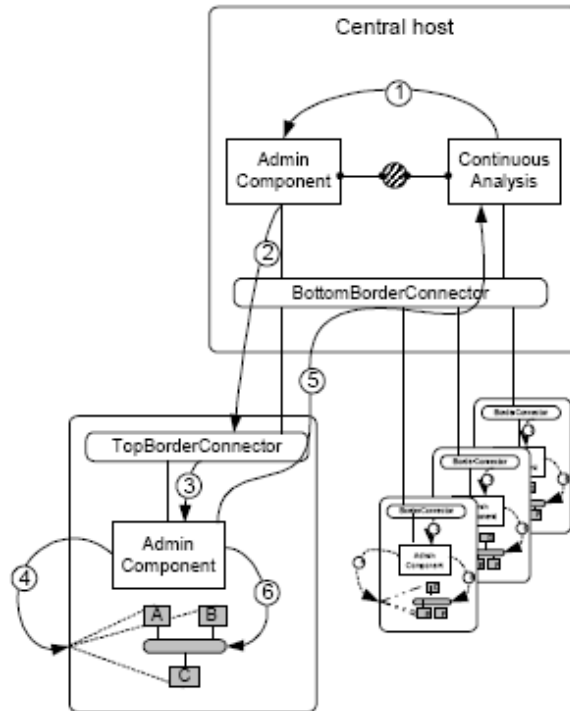 Central host
1
Admin
Component
Continuous
Analysis
2
BottomBorderConnector
5
TopBorderConnector
3
4
Admin
Component
6
A
B
C
BorderConnector
BorderConnector
BorderConnector
Admin
Component